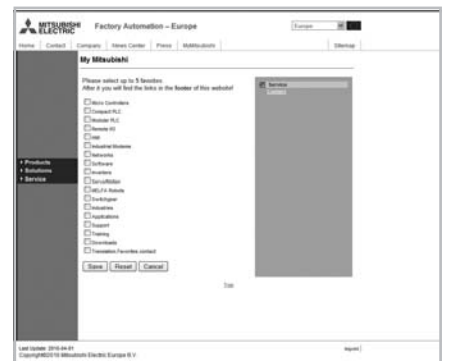 MITSUBISHI ELECTRIC
Factory Automation – Europe
Europe
Home Contact Company News Center Press MyMitsubishi Sitemap
My Mitsubishi
Please select up to 5 favorites.
After it you will find the links in the footer of this website!
Service
Contact
Micro Controllers
Compact PLC
Modular PLC
Remote I/O
HMI
Industrial Modems
Networks
Software
Inverters
Servo/Motion
MELFA Robots
Switchgear
Industries
Applications
Support
Training
Downloads
Translation.Favorites.contact
Products
Solutions
Service
Save Reset Cancel
Top
Last Update: 2010-04-01
Copyright©2010 Mitsubishi Electric Europe B.V.
Imprint